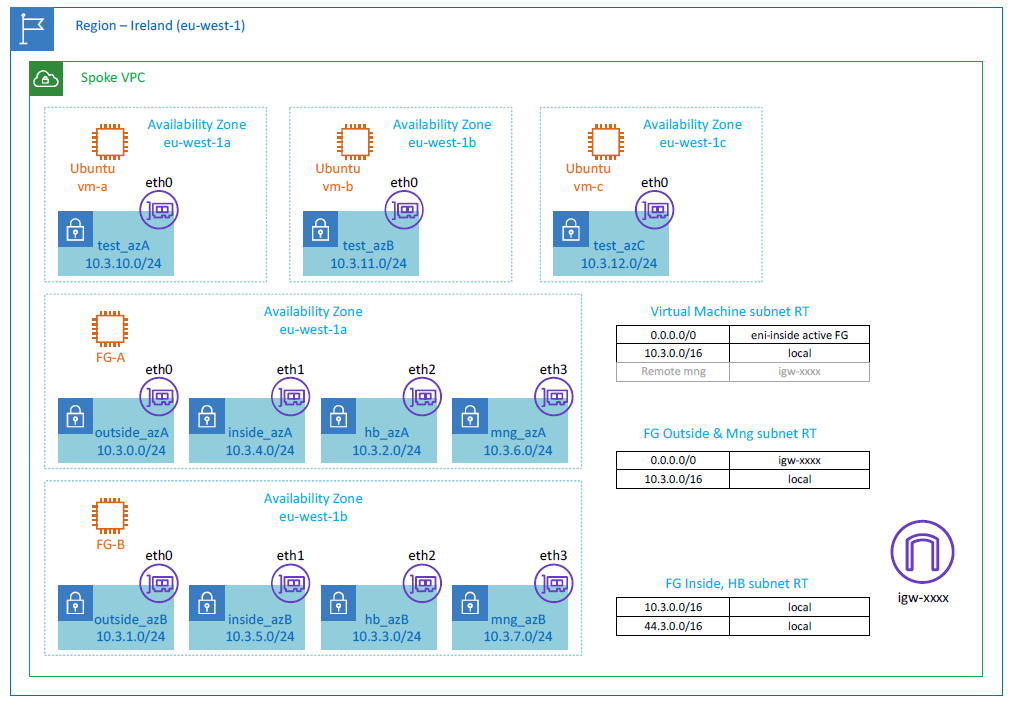 Region – Ireland (eu-west-1)
Spoke VPC
Availability Zone
eu-west-1a
Ubuntu
vm-a
eth0
test_azA
10.3.10.0/24
Availability Zone
eu-west-1b
Ubuntu
vm-b
eth0
test_azB
10.3.11.0/24
Availability Zone
eu-west-1c
Ubuntu
vm-c
eth0
test_azC
10.3.12.0/24
Availability Zone
eu-west-1a
FG-A
eth0
outside_azA
10.3.0.0/24
eth1
inside_azA
10.3.4.0/24
eth2
hb_azA
10.3.2.0/24
eth3
mng_azA
10.3.6.0/24
Virtual Machine subnet RT
0.0.0.0/0 eni-inside active FG
10.3.0.0/16 local
Remote mng igw-xxxx
FG Outside & Mng subnet RT
0.0.0.0/0 igw-xxxx
10.3.0.0/16 local
Availability Zone
eu-west-1b
FG-B
eth0
outside_azB
10.3.1.0/24
eth1
inside_azB
10.3.5.0/24
eth2
hb_azB
10.3.3.0/24
eth3
mng_azB
10.3.7.0/24
FG Inside, HB subnet RT
10.3.0.0/16 local
44.3.0.0/16 local
igw-xxxx